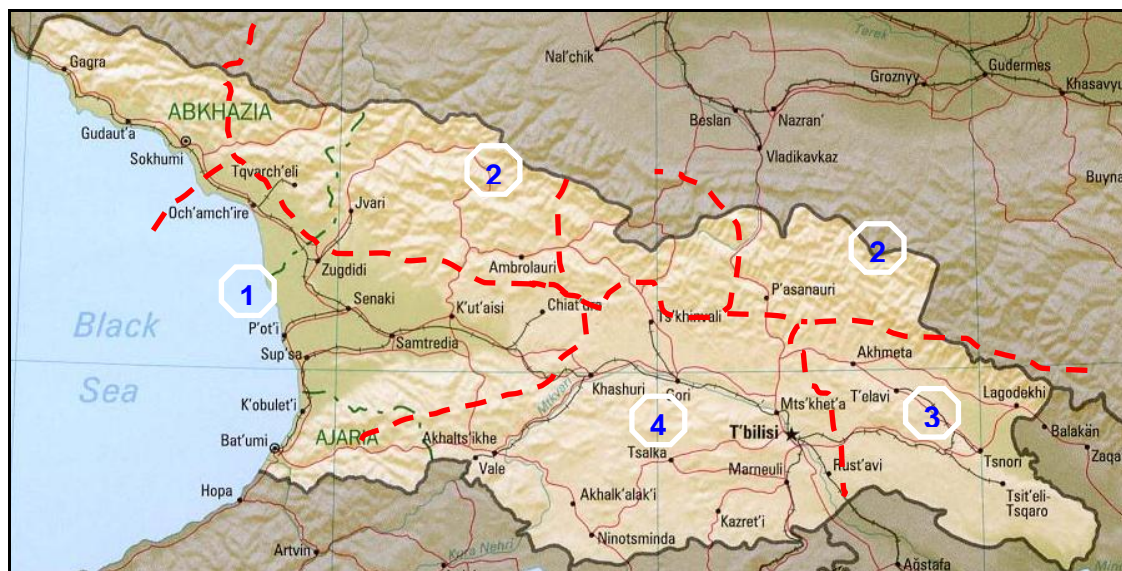 Nal'chik
Terek
Gudermes
Groznyy
Khasavyu
Gagra
ABKHAZIA
Beslan
Nazran'
Gudaut'a
Sokhumi
Vladikavkaz
Tqvarch'eli
2
Buyna
Och'amch'ire
Jvari
2
Zugdidi
Ambrolauri
1
P'asanauri
Senaki
K'ut'aisi
Chiat'ura
Black
Sea
P'ot'i
Samtredia
Ts'khinvali
Sup'sa
Akhmeta
Khashuri
Gori
T'elavi
Lagodekhi
Mtkvari
K'obulet'i
4
Mts'khet'a
3
Balakän
AJARIA
T'bilisi
Bat'umi
Akhalts'ikhe
Tsalka
Tsnori
Zaqa
Vale
Marneuli
Rust'avi
Hopa
Akhalk'alak'i
Tsit'eli-
Tsqaro
Kazret'i
Ninotsminda
Artvin
Kura Nehri
Ağstafa